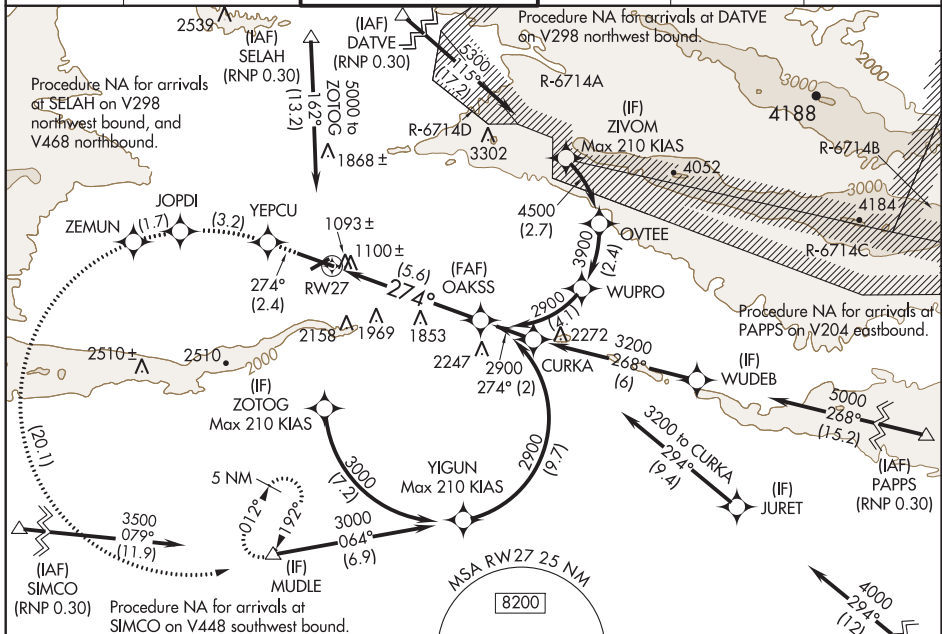 2539
(IAF)
SELAH
(RNP 0.30)
(IAF)
DATVE
(RNP 0.30)
Procedure NA for arrivals at DATVE
on V298 northwest bound.
5300
115°
(17.2)
R-6714A
3000
2000
4188
Procedure NA for arrivals
at SELAH on V298
northwest bound, and
V468 northbound.
5000 to
ZOTOG
162°
(13.2)
1868 ±
R-6714D
3302
(IF)
ZIVOM
Max 210 KIAS
R-6714B
4052
3000
4184
R-6714C
4500
(2.7)
OVTEE
3900
(2.4)
WUPRO
2900
(4.1)
ZEMUN
(1.7)
JOPDI
(3.2)
YEPCU
274°
(2.4)
1093 ±
1100 ±
RW27
(5.6)
274°
(FAF)
OAKSS
2158
1969
1853
2247
2900
274° (2)
CURKA
2272
Procedure NA for arrivals at
PAPPS on V204 eastbound.
3200
268°
(6)
(IF)
WUDEB
5000
268°
(15.2)
(IAF)
PAPPS
(RNP 0.30)
2510 ±
2510
2000
(IF)
ZOTOG
Max 210 KIAS
3000
(7.2)
YIGUN
Max 210 KIAS
2900
(9.7)
3200 to CURKA
294°
(9.4)
(IF)
JURET
(20.1)
5 NM
012°
192°
3500
079°
(11.9)
3000
064°
(6.9)
(IAF)
SIMCO
(RNP 0.30)
(IF)
MUDLE
Procedure NA for arrivals at
SIMCO on V448 southwest bound.
MSA RW27 25 NM
8200
4000
294°
(12)